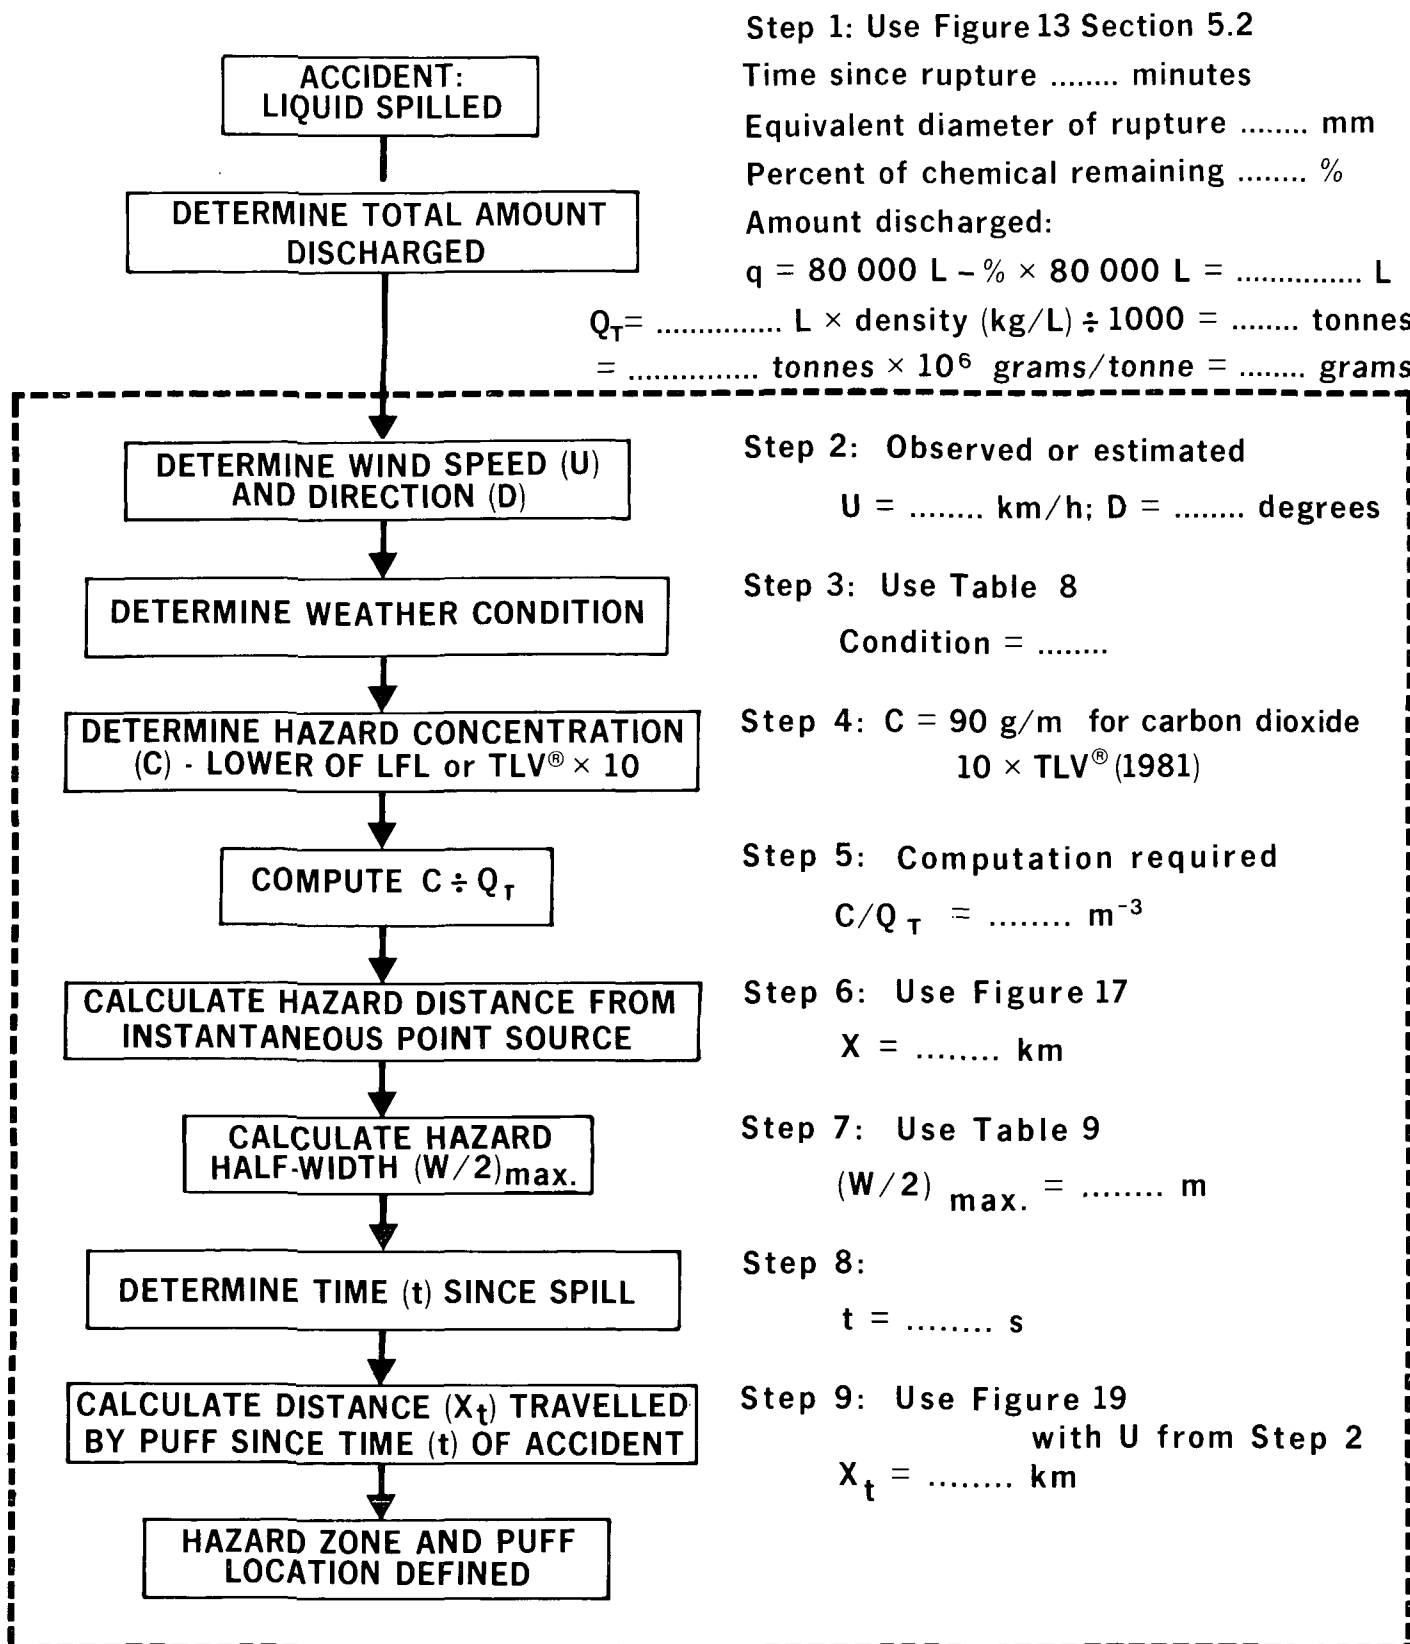 ACCIDENT:
LIQUID SPILLED
Step 1: Use Figure 13 Section 5.2
Time since rupture ........ minutes
Equivalent diameter of rupture ........ mm
Percent of chemical remaining ........ %
DETERMINE TOTAL AMOUNT
DISCHARGED
Amount discharged:
q = 80 000 L – % × 80 000 L = ............... L
Q_T = ............... L × density (kg/L) ÷ 1000 = ........ tonnes
= ............... tonnes × 10⁶ grams/tonne = ........ grams
DETERMINE WIND SPEED (U)
AND DIRECTION (D)
Step 2: Observed or estimated
U = ........ km/h; D = ........ degrees
DETERMINE WEATHER CONDITION
Step 3: Use Table 8
Condition = ........
DETERMINE HAZARD CONCENTRATION
(C) - LOWER OF LFL or TLV® × 10
Step 4: C = 90 g/m for carbon dioxide
10 × TLV® (1981)
COMPUTE C ÷ Q_T
Step 5: Computation required
C/Q_T = ........ m⁻³
CALCULATE HAZARD DISTANCE FROM
INSTANTANEOUS POINT SOURCE
Step 6: Use Figure 17
X = ........ km
CALCULATE HAZARD
HALF-WIDTH (W/2)max.
Step 7: Use Table 9
(W/2) max. = ........ m
DETERMINE TIME (t) SINCE SPILL
Step 8:
t = ........ s
CALCULATE DISTANCE (X_t) TRAVELLED
BY PUFF SINCE TIME (t) OF ACCIDENT
Step 9: Use Figure 19
with U from Step 2
X_t = ........ km
HAZARD ZONE AND PUFF
LOCATION DEFINED